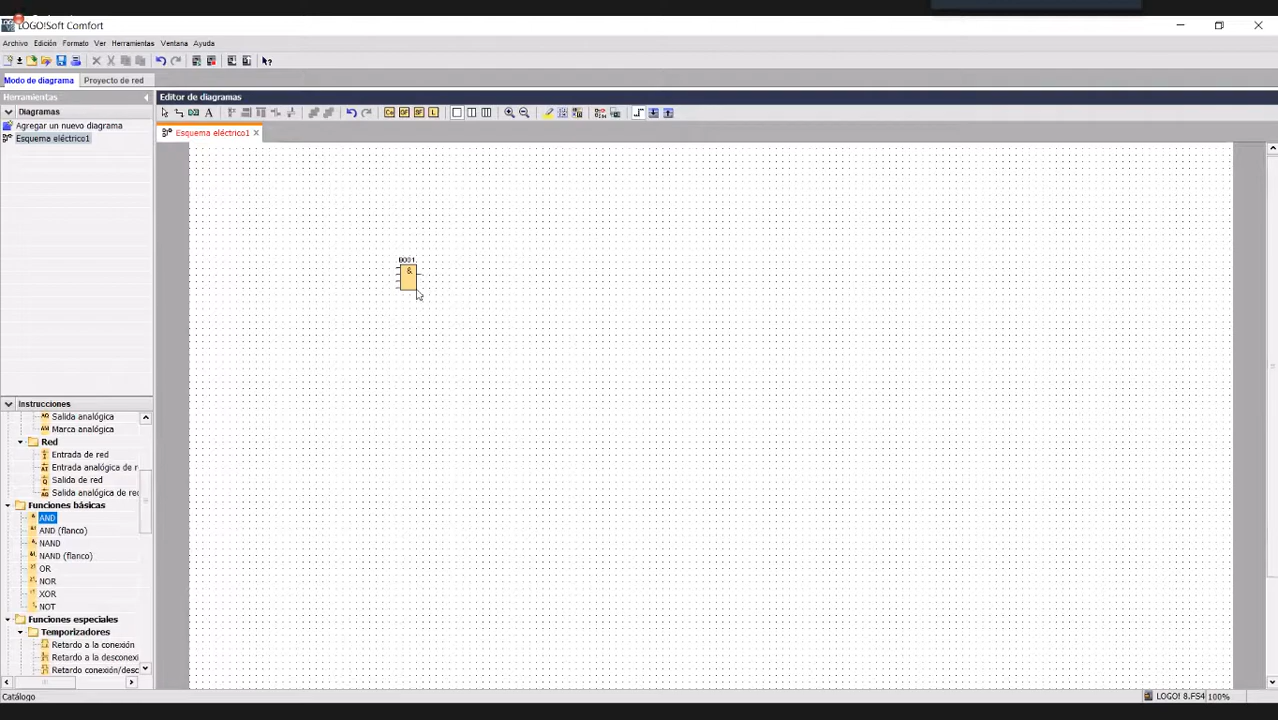 LOGO!Soft Comfort
Archivo Edición Formato Ver Herramientas Ventana Ayuda
Modo de diagrama Proyecto de red
Herramientas
Diagramas
Agregar un nuevo diagrama
Esquema eléctrico1
Editor de diagramas
Esquema eléctrico1
B001
&
Instrucciones
Salida analógica
Marca analógica
Red
Entrada de red
Entrada analógica de r
Salida de red
Salida analógica de red
Funciones básicas
AND
AND (flanco)
NAND
NAND (flanco)
OR
NOR
XOR
NOT
Funciones especiales
Temporizadores
Retardo a la conexión
Retardo a la desconexi
Retardo conexión/desc
Catálogo
LOGO! 8.FS4 100%